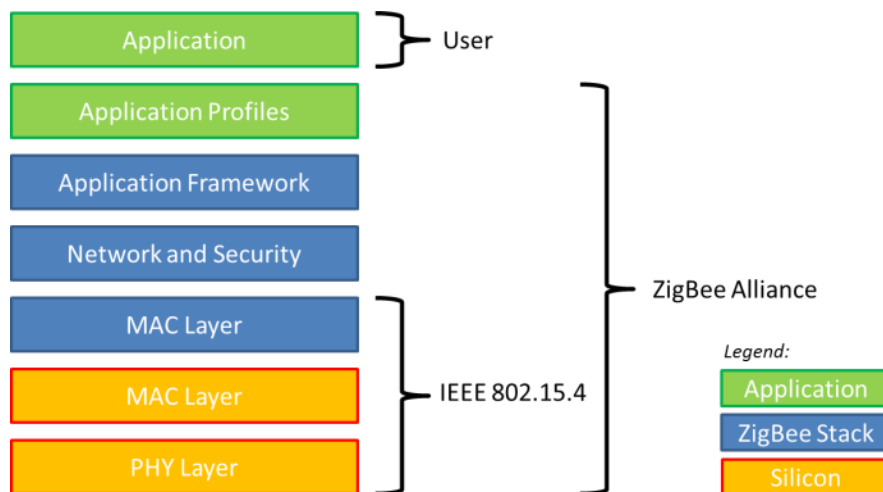 Application
User
Application Profiles
Application Framework
Network and Security
MAC Layer
ZigBee Alliance
MAC Layer
IEEE 802.15.4
PHY Layer
Legend:
Application
ZigBee Stack
Silicon